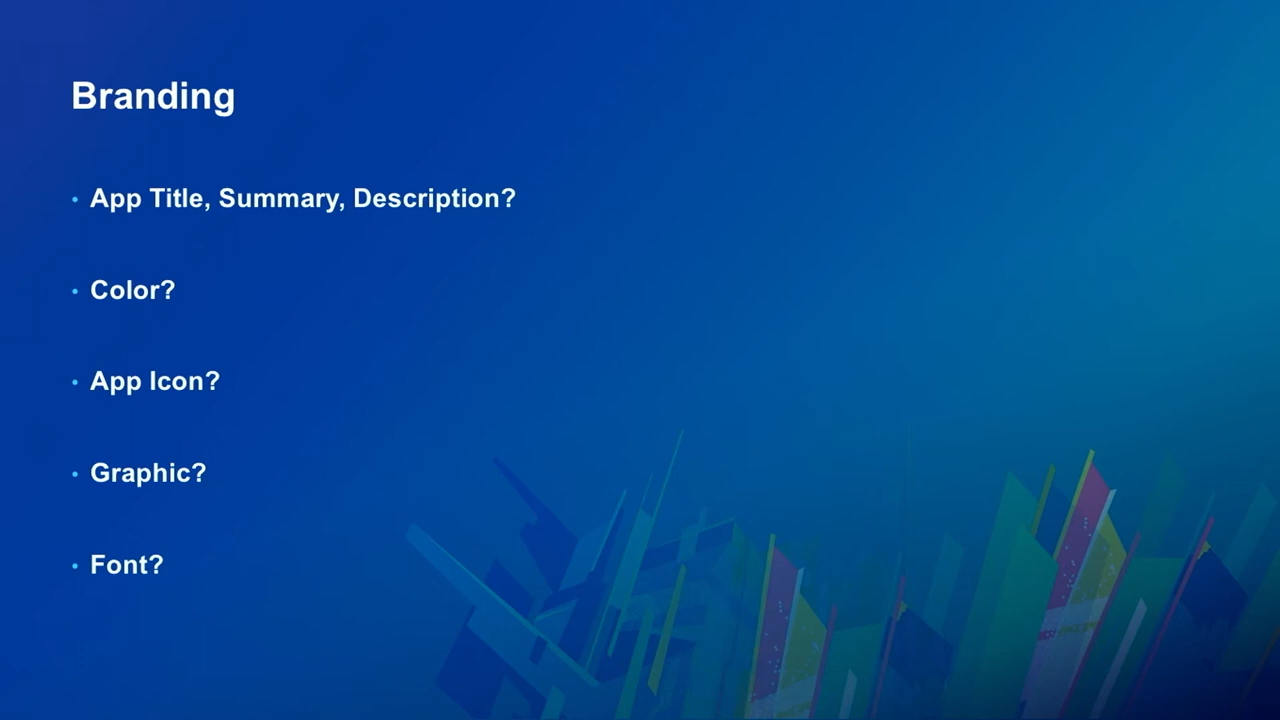 Branding
• App Title, Summary, Description?
• Color?
• App Icon?
• Graphic?
• Font?